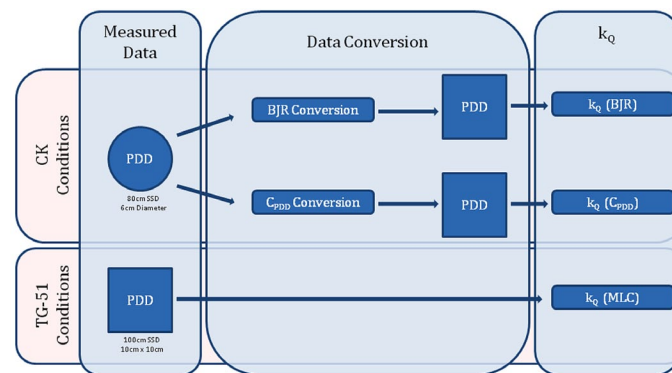 Measured
Data
Data Conversion
kQ
CK
Conditions
PDD
80cm SSD
6cm Diameter
BJR Conversion
PDD
kQ (BJR)
CPDD Conversion
PDD
kQ (CPDD)
TG-51
Conditions
PDD
100cm SSD
10cm x 10cm
kQ (MLC)